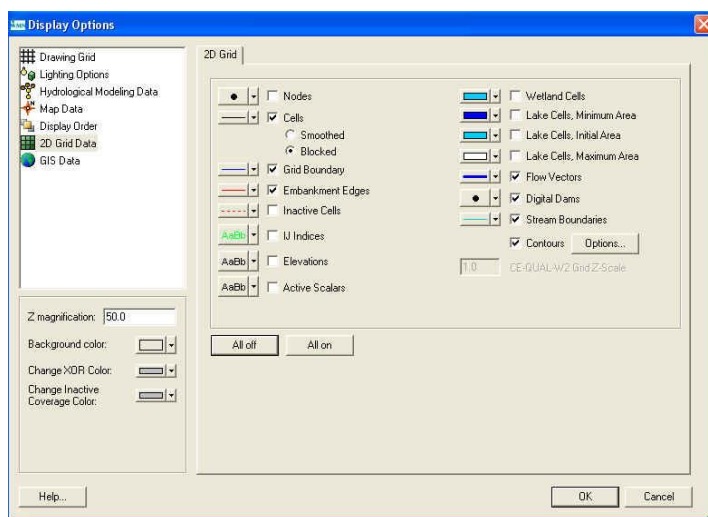 Display Options
Drawing Grid
Lighting Options
Hydrological Modeling Data
Map Data
Display Order
2D Grid Data
GIS Data
Z magnification: 50.0
Background color:
Change XOR Color:
Change Inactive
Coverage Color:
2D Grid
Nodes
Cells
Smoothed
Blocked
Grid Boundary
Embankment Edges
Inactive Cells
AaBb IJ Indices
AaBb Elevations
AaBb Active Scalars
Wetland Cells
Lake Cells, Minimum Area
Lake Cells, Initial Area
Lake Cells, Maximum Area
Flow Vectors
Digital Dams
Stream Boundaries
Contours Options...
1.0 CE-QUAL-W2 Grid Z-Scale
All off All on
Help... OK Cancel